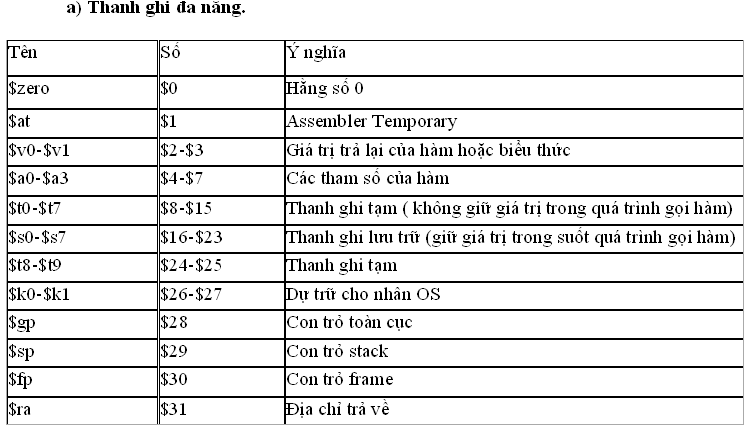 a) Thanh ghi đa năng.
Tên Số Ý nghĩa
$zero $0 Hằng số 0
$at $1 Assembler Temporary
$v0-$v1 $2-$3 Giá trị trả lại của hàm hoặc biểu thức
$a0-$a3 $4-$7 Các tham số của hàm
$t0-$t7 $8-$15 Thanh ghi tạm ( không giữ giá trị trong quá trình gọi hàm)
$s0-$s7 $16-$23 Thanh ghi lưu trữ (giữ giá trị trong suốt quá trình gọi hàm)
$t8-$t9 $24-$25 Thanh ghi tạm
$k0-$k1 $26-$27 Dự trữ cho nhân OS
$gp $28 Con trỏ toàn cục
$sp $29 Con trỏ stack
$fp $30 Con trỏ frame
$ra $31 Địa chỉ trả về